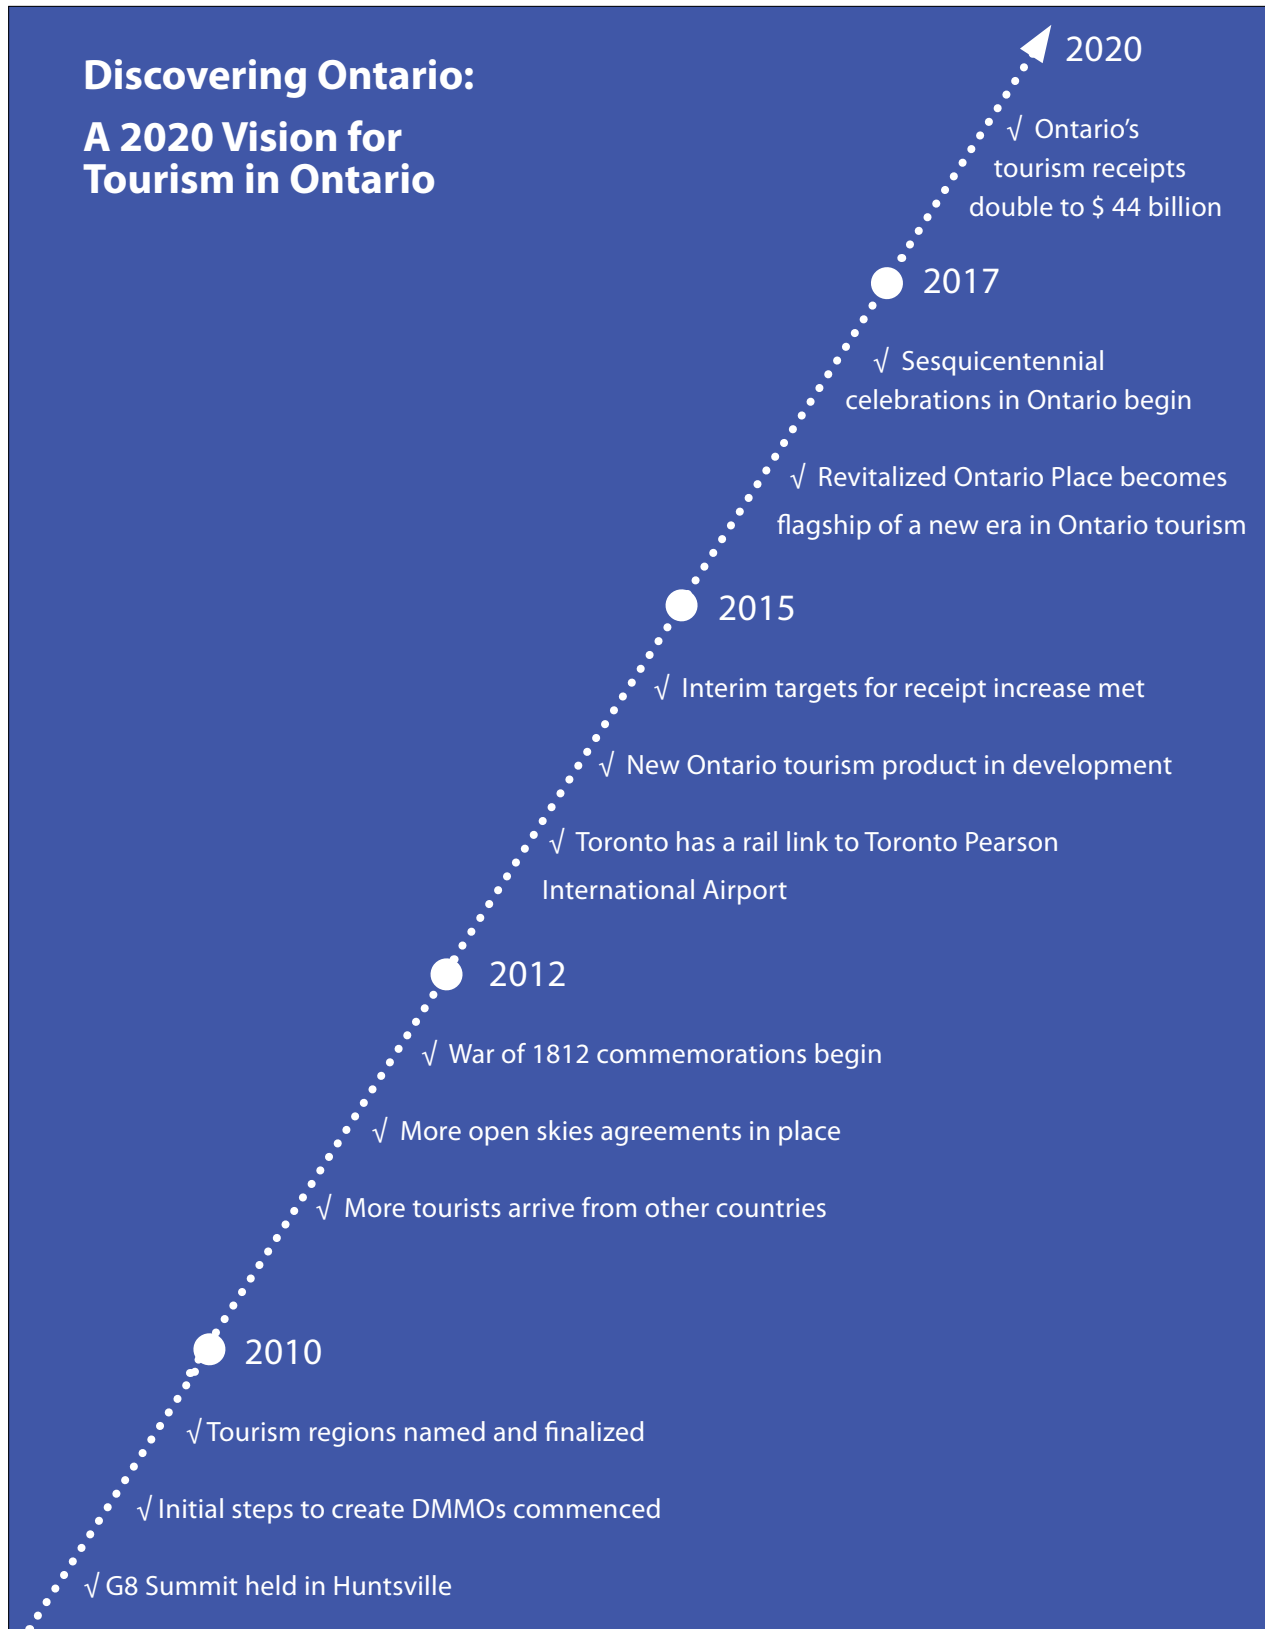 Discovering Ontario:
A 2020 Vision for
Tourism in Ontario
2020
√ Ontario’s
tourism receipts
double to $ 44 billion
2017
√ Sesquicentennial
celebrations in Ontario begin
√ Revitalized Ontario Place becomes
flagship of a new era in Ontario tourism
2015
√ Interim targets for receipt increase met
√ New Ontario tourism product in development
√ Toronto has a rail link to Toronto Pearson
International Airport
2012
√ War of 1812 commemorations begin
√ More open skies agreements in place
√ More tourists arrive from other countries
2010
√ Tourism regions named and finalized
√ Initial steps to create DMMOs commenced
√ G8 Summit held in Huntsville